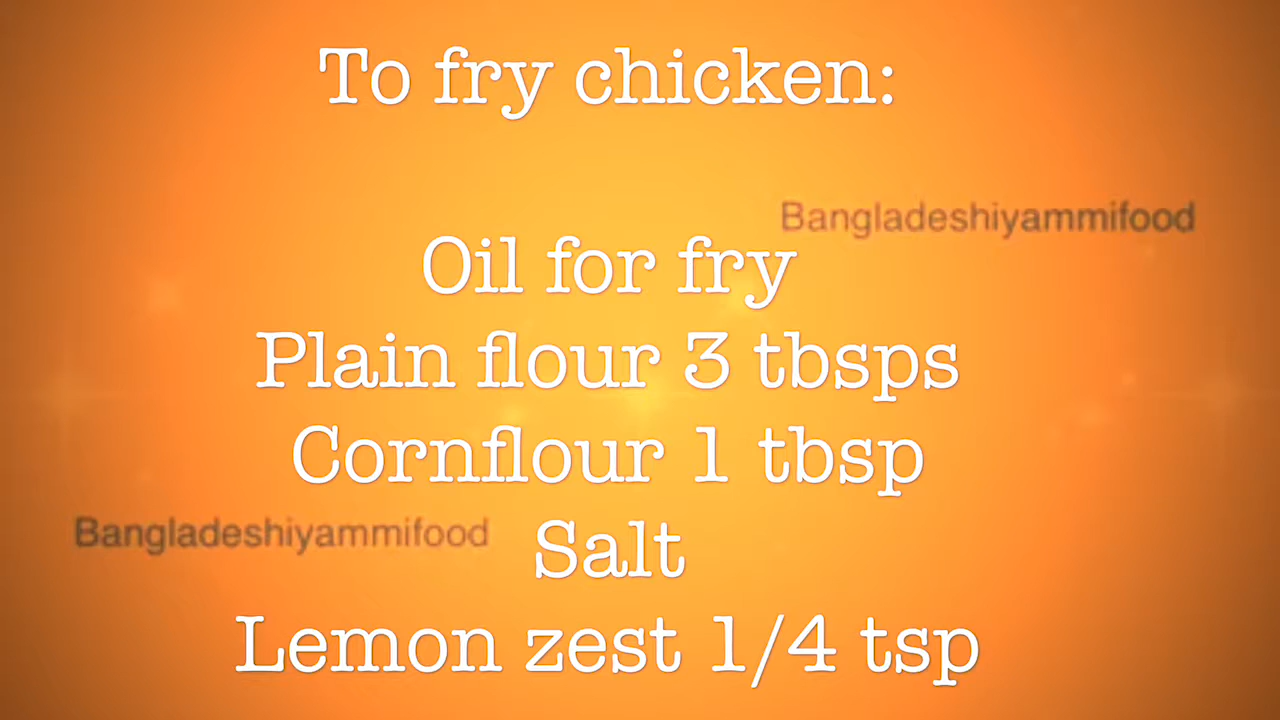 To fry chicken:
Bangladeshiyammifood
Oil for fry
Plain flour 3 tbsps
Cornflour 1 tbsp
Bangladeshiyammifood
Salt
Lemon zest 1/4 tsp